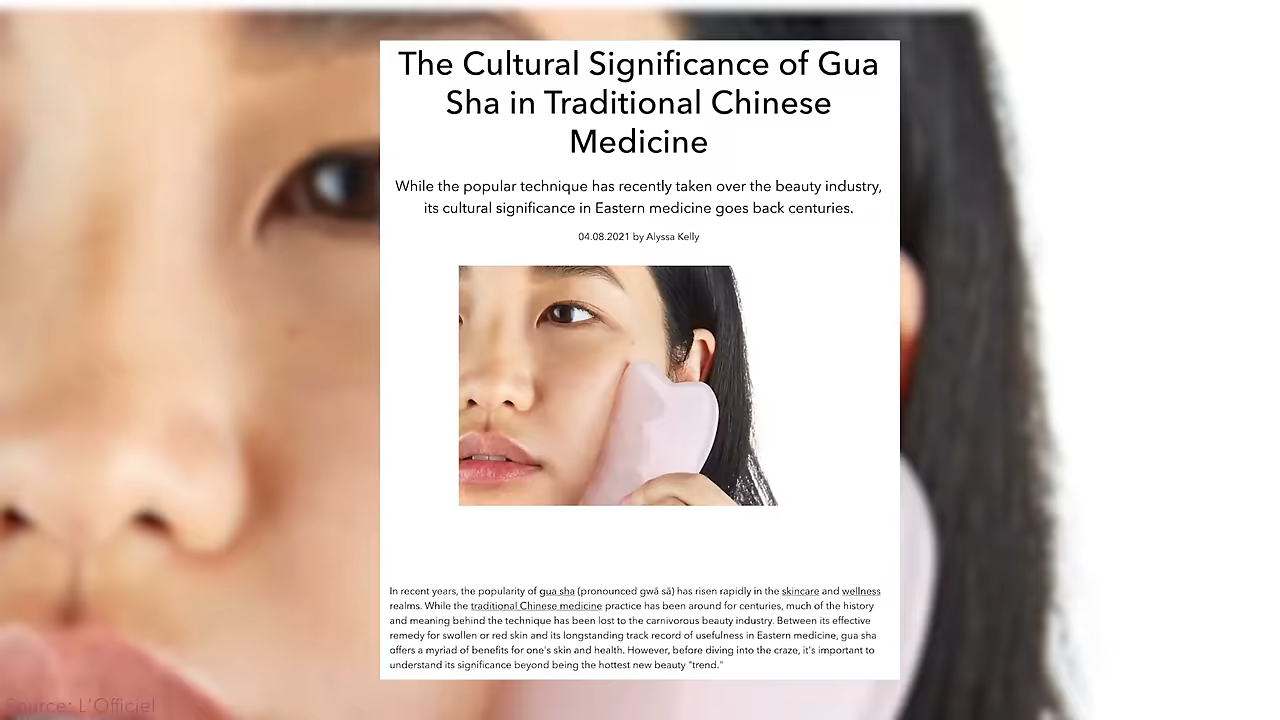 The Cultural Significance of Gua
Sha in Traditional Chinese
Medicine
While the popular technique has recently taken over the beauty industry,
its cultural significance in Eastern medicine goes back centuries.
04.08.2021 by Alyssa Kelly
In recent years, the popularity of gua sha (pronounced gwä sä) has risen rapidly in the skincare and wellness
realms. While the traditional Chinese medicine practice has been around for centuries, much of the history
and meaning behind the technique has been lost to the carnivorous beauty industry. Between its effective
remedy for swollen or red skin and its longstanding track record of usefulness in Eastern medicine, gua sha
offers a myriad of benefits for one's skin and health. However, before diving into the craze, it's important to
understand its significance beyond being the hottest new beauty "trend."
Source: L'Officiel